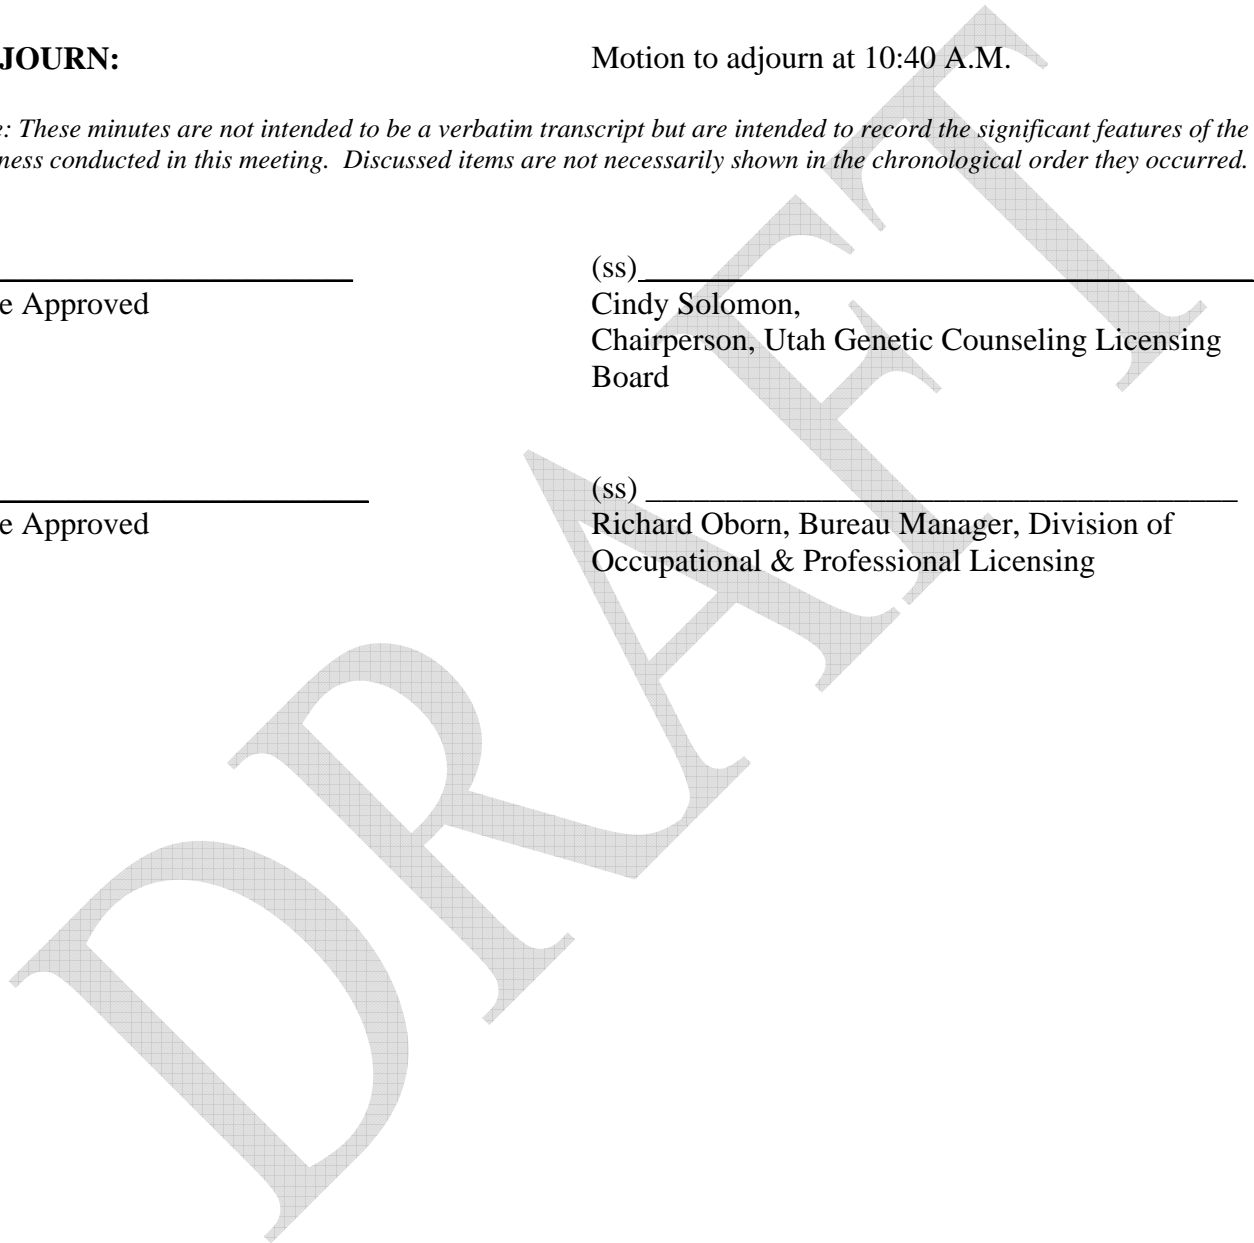 JOURN: Motion to adjourn at 10:40 A.M.
e: These minutes are not intended to be a verbatim transcript but are intended to record the significant features of the
ness conducted in this meeting. Discussed items are not necessarily shown in the chronological order they occurred.
(ss)
e Approved Cindy Solomon,
Chairperson, Utah Genetic Counseling Licensing
Board
(ss)
e Approved Richard Oborn, Bureau Manager, Division of
Occupational & Professional Licensing
DRAFT